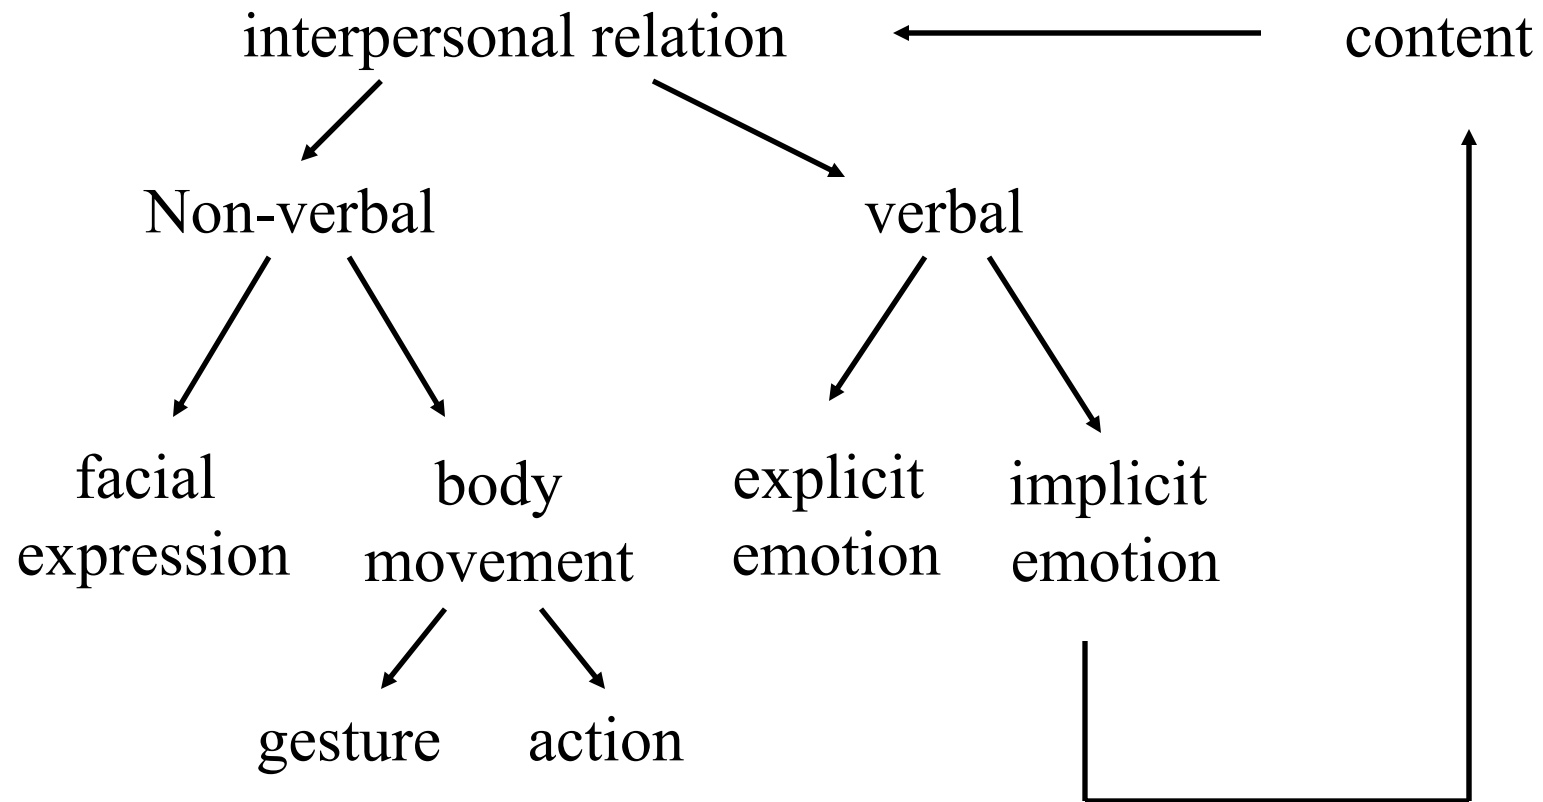 interpersonal relation
content
Non-verbal
verbal
facial
expression
body
movement
explicit
emotion
implicit
emotion
gesture
action